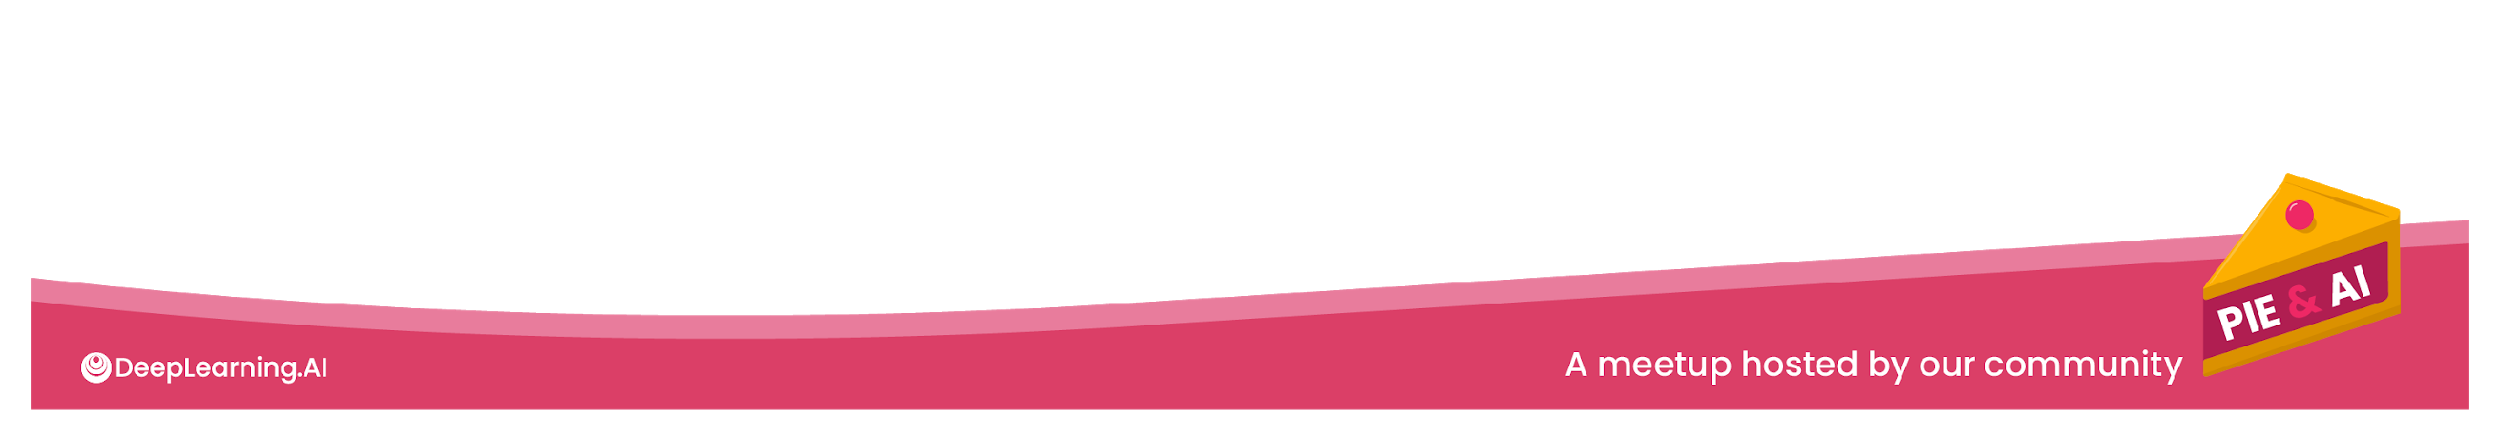 PIE & AI
DeepLearning.AI
A meetup hosted by our community